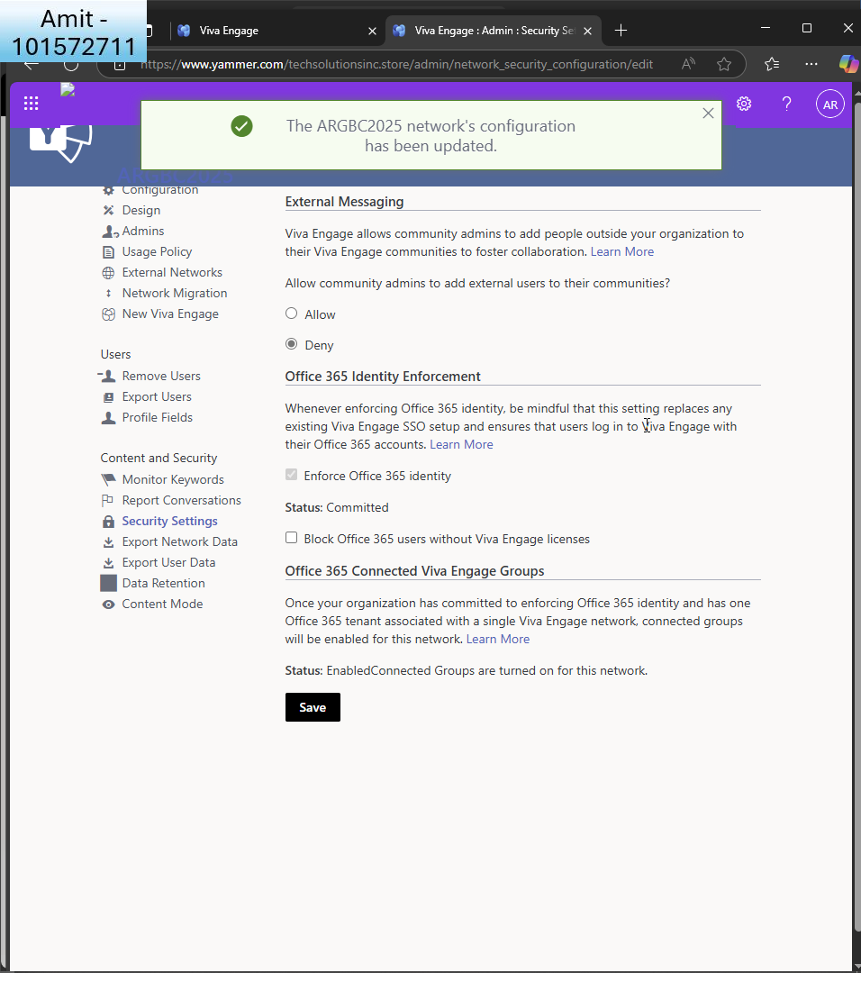 Amit -
101572711
Viva Engage
Viva Engage : Admin : Security Se
https://www.yammer.com/techsolutionsinc.store/admin/network_security_configuration/edit
AR
The ARGBC2025 network's configuration
has been updated.
Configuration
Design
Admins
Usage Policy
External Networks
Network Migration
New Viva Engage
Users
Remove Users
Export Users
Profile Fields
Content and Security
Monitor Keywords
Report Conversations
Security Settings
Export Network Data
Export User Data
Data Retention
Content Mode
External Messaging
Viva Engage allows community admins to add people outside your organization to
their Viva Engage communities to foster collaboration. Learn More
Allow community admins to add external users to their communities?
Allow
Deny
Office 365 Identity Enforcement
Whenever enforcing Office 365 identity, be mindful that this setting replaces any
existing Viva Engage SSO setup and ensures that users log in to Viva Engage with
their Office 365 accounts. Learn More
Enforce Office 365 identity
Status: Committed
Block Office 365 users without Viva Engage licenses
Office 365 Connected Viva Engage Groups
Once your organization has committed to enforcing Office 365 identity and has one
Office 365 tenant associated with a single Viva Engage network, connected groups
will be enabled for this network. Learn More
Status: EnabledConnected Groups are turned on for this network.
Save